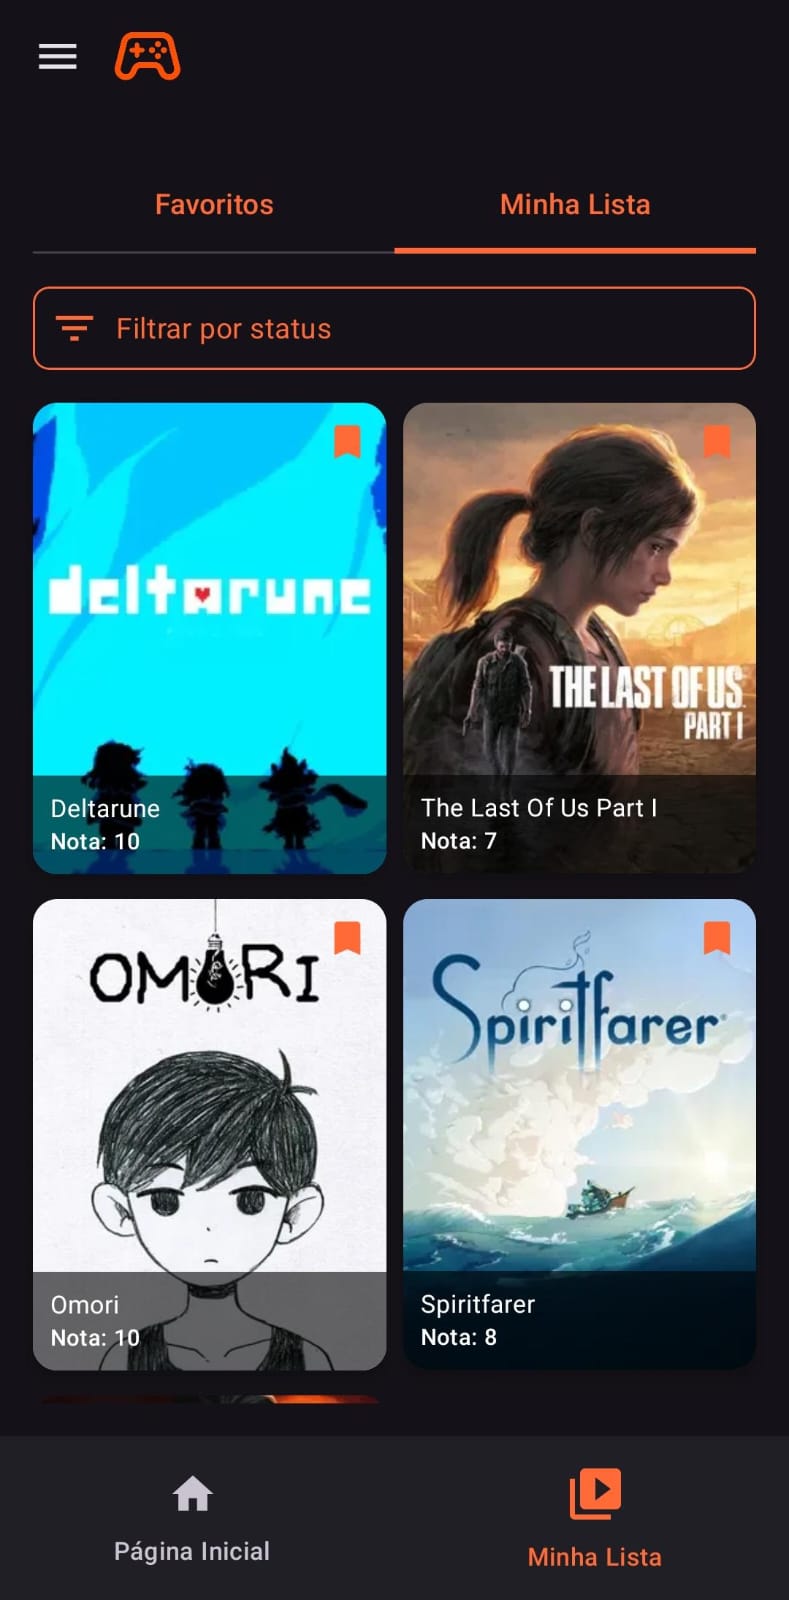 Favoritos
Minha Lista
Filtrar por status
deltarune
Deltarune
Nota: 10
THE LAST OF US
PART I
The Last Of Us Part I
Nota: 7
OMORI
Omori
Nota: 10
Spiritfarer
Spiritfarer
Nota: 8
Página Inicial
Minha Lista